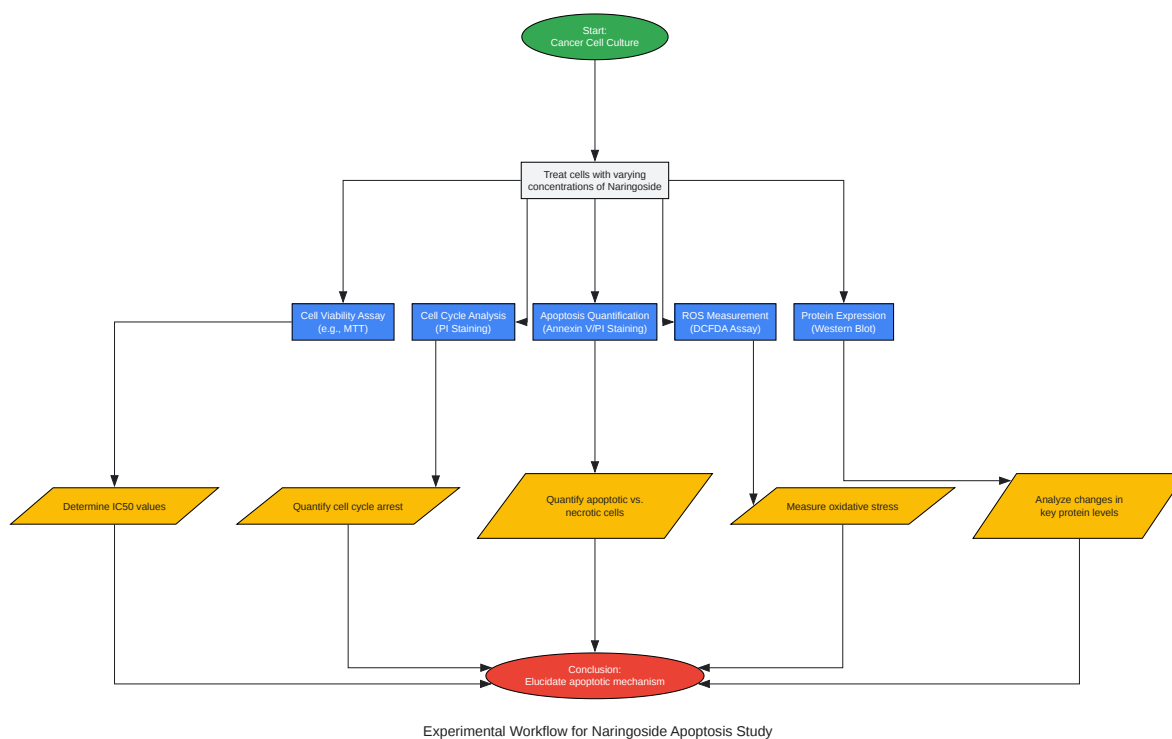 Start:
Cancer Cell Culture
Treat cells with varying
concentrations of Naringoside
Cell Viability Assay
(e.g., MTT)
Cell Cycle Analysis
(PI Staining)
Apoptosis Quantification
(Annexin V/PI Staining)
ROS Measurement
(DCFDA Assay)
Protein Expression
(Western Blot)
Determine IC50 values
Quantify cell cycle arrest
Quantify apoptotic vs.
necrotic cells
Measure oxidative stress
Analyze changes in
key protein levels
Conclusion:
Elucidate apoptotic mechanism
Experimental Workflow for Naringoside Apoptosis Study